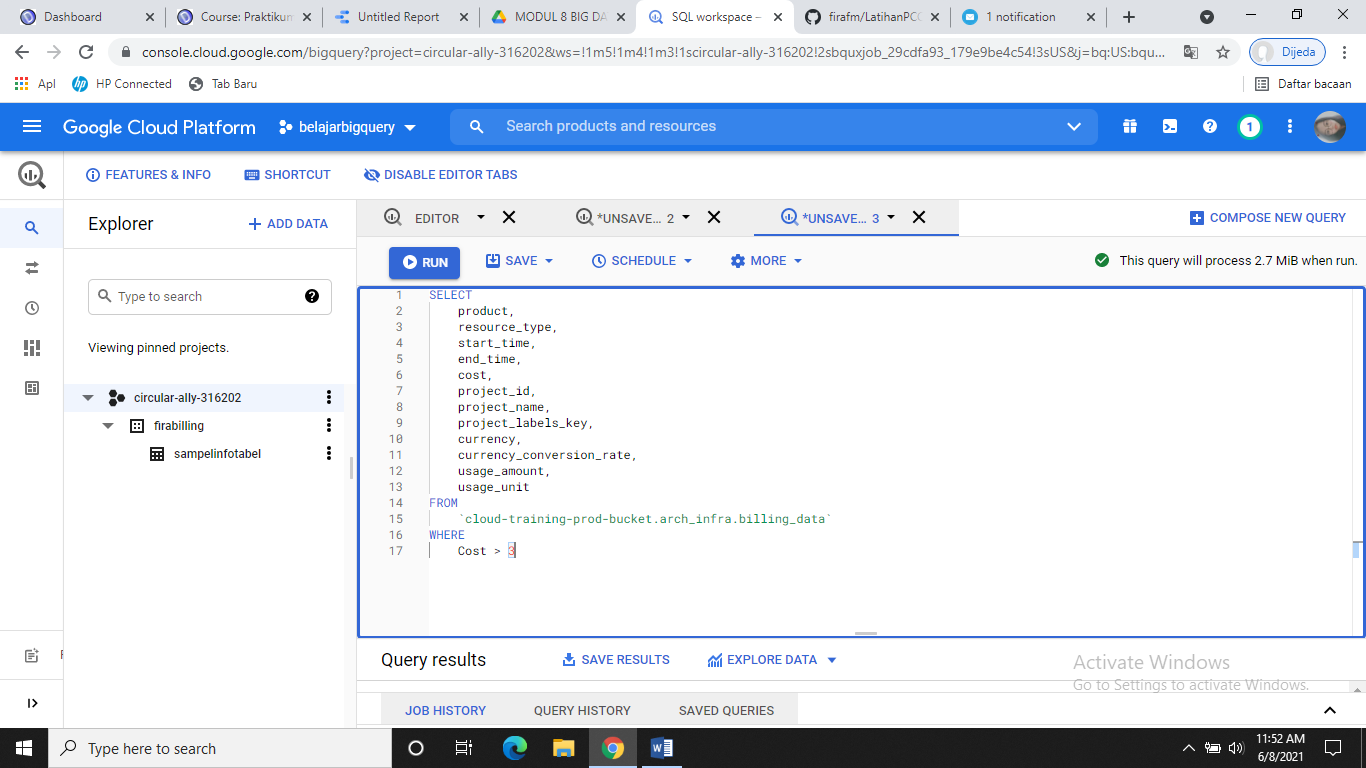 Dashboard
Course: Praktikun
Untitled Report
MODUL 8 BIG DA
SQL workspace –
firafm/LatihanPCC
1 notification
console.cloud.google.com/bigquery?project=circular-ally-316202&ws=!1m5!1m4!1m3!1scircular-ally-316202!2sbquxjob_29cdfa93_179e9be4c54!3sUS&j=bq:US:bqu...
Dijeda
Apl
HP Connected
Tab Baru
Daftar bacaan
Google Cloud Platform
belajarbigquery
Search products and resources
1
FEATURES & INFO
SHORTCUT
DISABLE EDITOR TABS
Explorer
+ ADD DATA
EDITOR
*UNSAVE... 2
*UNSAVE... 3
COMPOSE NEW QUERY
RUN
SAVE
SCHEDULE
MORE
This query will process 2.7 MiB when run.
Type to search
Viewing pinned projects.
circular-ally-316202
firabilling
sampelinfotabel
1 SELECT
2 product,
3 resource_type,
4 start_time,
5 end_time,
6 cost,
7 project_id,
8 project_name,
9 project_labels_key,
10 currency,
11 currency_conversion_rate,
12 usage_amount,
13 usage_unit
14 FROM
15 `cloud-training-prod-bucket.arch_infra.billing_data`
16 WHERE
17 Cost > 3
Query results
SAVE RESULTS
EXPLORE DATA
Activate Windows
Go to Settings to activate Windows.
JOB HISTORY
QUERY HISTORY
SAVED QUERIES
Type here to search
11:52 AM
6/8/2021